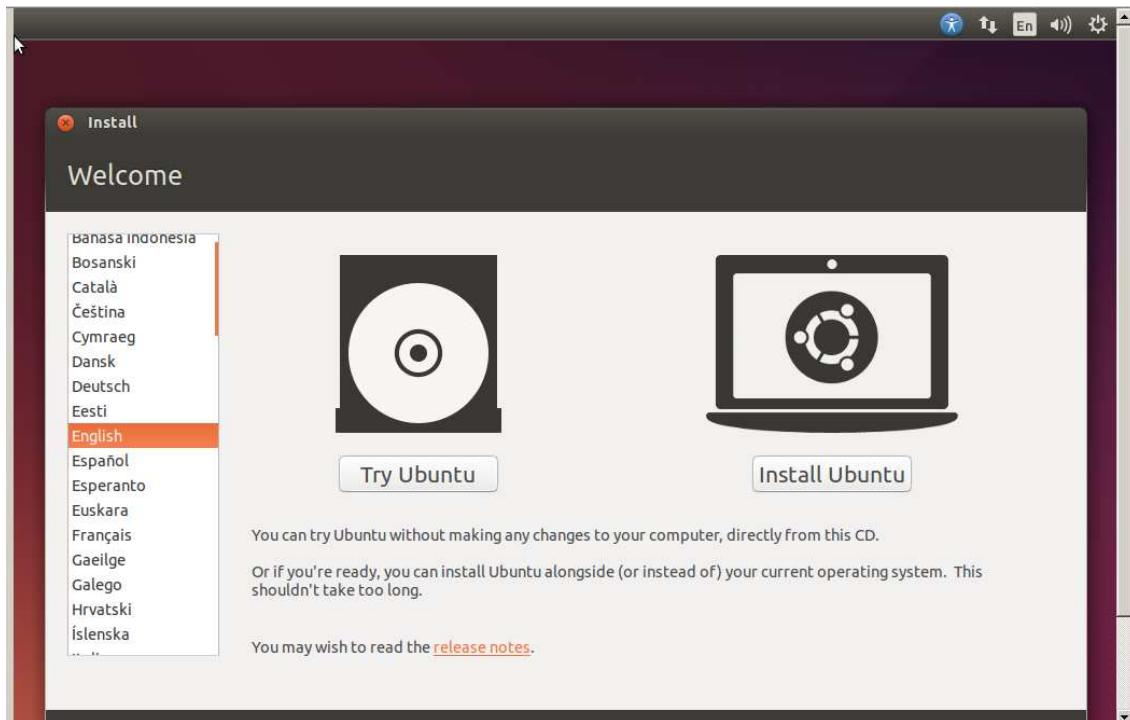 En
Install
Welcome
Bahasa Indonesia
Bosanski
Català
Čeština
Cymraeg
Dansk
Deutsch
Eesti
English
Español
Esperanto
Euskara
Français
Gaeilge
Galego
Hrvatski
Íslenska
Try Ubuntu
Install Ubuntu
You can try Ubuntu without making any changes to your computer, directly from this CD.
Or if you're ready, you can install Ubuntu alongside (or instead of) your current operating system. This
shouldn't take too long.
You may wish to read the release notes.